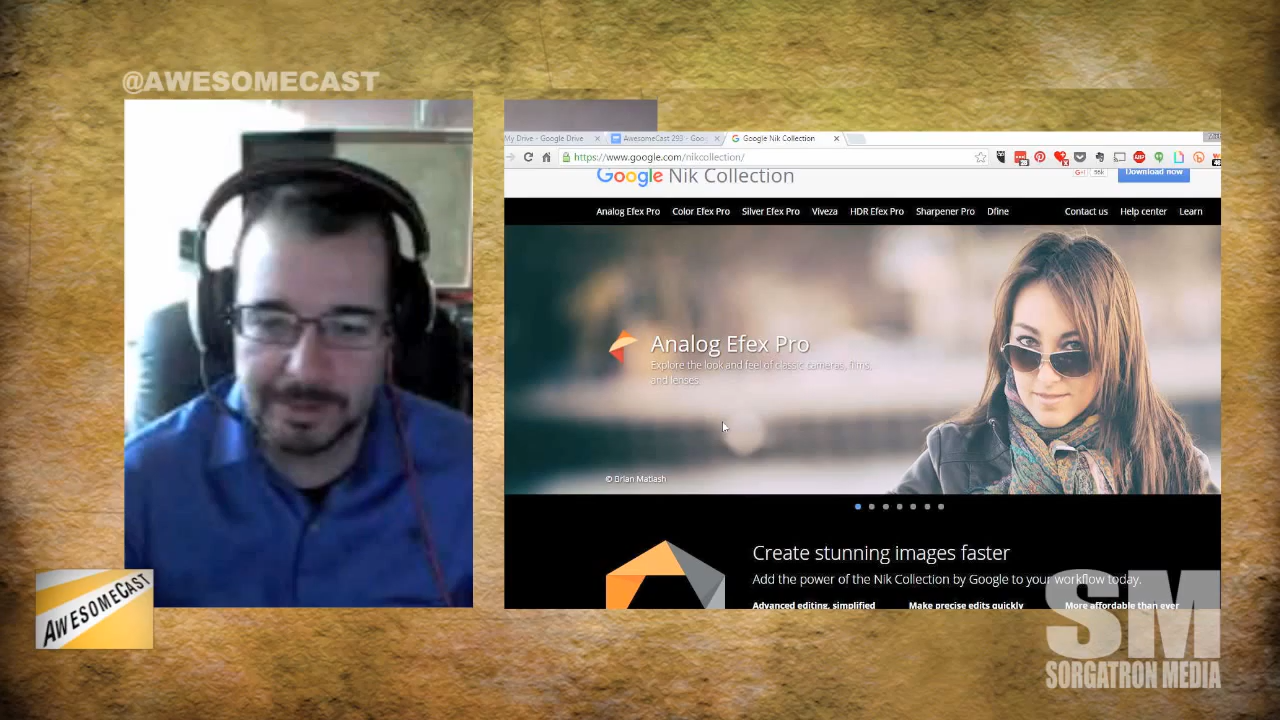 @AWESOMECAST
My Drive - Google Drive
AwesomeCast 293 - Goo
Google Nik Collection
https://www.google.com/nikcollection/
Google Nik Collection
56k
Download now
Analog Efex Pro Color Efex Pro Silver Efex Pro Viveza HDR Efex Pro Sharpener Pro Dfine Contact us Help center Learn
Analog Efex Pro
Explore the look and feel of classic cameras, films,
and lenses.
© Brian Matiash
Create stunning images faster
Add the power of the Nik Collection by Google to your workflow today.
Advanced editing, simplified Make precise edits quickly More affordable than ever
AWESOMECAST
SM
SORGATRON MEDIA